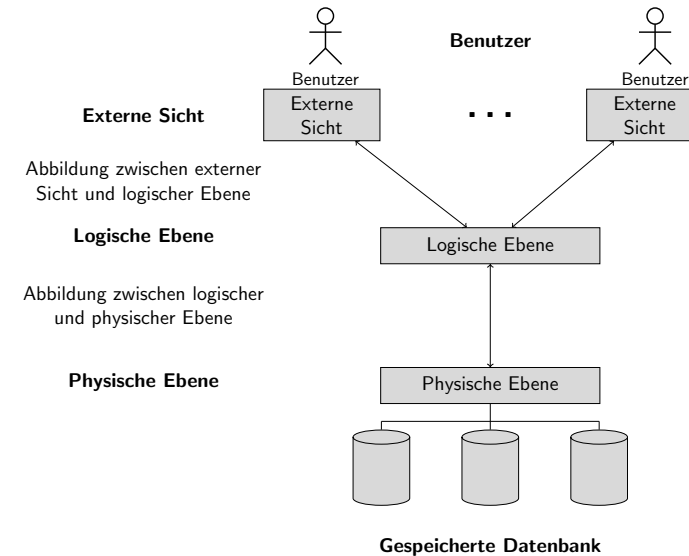 Benutzer
Benutzer
Benutzer
Externe Sicht
Externe
Sicht
. . .
Externe
Sicht
Abbildung zwischen externer
Sicht und logischer Ebene
Logische Ebene
Logische Ebene
Abbildung zwischen logischer
und physischer Ebene
Physische Ebene
Physische Ebene
Gespeicherte Datenbank